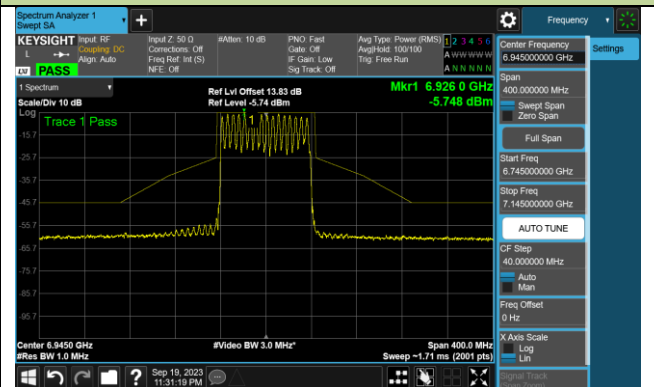 Spectrum Analyzer 1
Swept SA
Frequency
KEYSIGHT
Input: RF
Coupling: DC
Align: Auto
Input Z: 50 Ω
Corrections: Off
Freq Ref: Int (S)
NFE: Off
#Atten: 10 dB
PNO: Fast
Gate: Off
IF Gain: Low
Sig Track: Off
Avg Type: Power (RMS)
Avg|Hold: 100/100
Trig: Free Run
1 2 3 4 5 6
A W W W W W
A N N N N N
L
LXI
PASS
1 Spectrum
Scale/Div 10 dB
Ref Lvl Offset 13.83 dB
Ref Level -5.74 dBm
Mkr1 6.926 0 GHz
-5.748 dBm
Log
Trace 1 Pass
1
-15.7
-25.7
-35.7
-45.7
-55.7
-65.7
-75.7
-85.7
-95.7
Center 6.9450 GHz
#Res BW 1.0 MHz
#Video BW 3.0 MHz*
Span 400.0 MHz
Sweep ~1.71 ms (2001 pts)
Center Frequency
6.945000000 GHz
Settings
Span
400.000000 MHz
Swept Span
Zero Span
Full Span
Start Freq
6.745000000 GHz
Stop Freq
7.145000000 GHz
AUTO TUNE
CF Step
40.000000 MHz
Auto
Man
Freq Offset
0 Hz
X Axis Scale
Log
Lin
Signal Track
(Span Zoom)
Sep 19, 2023
11:31:19 PM